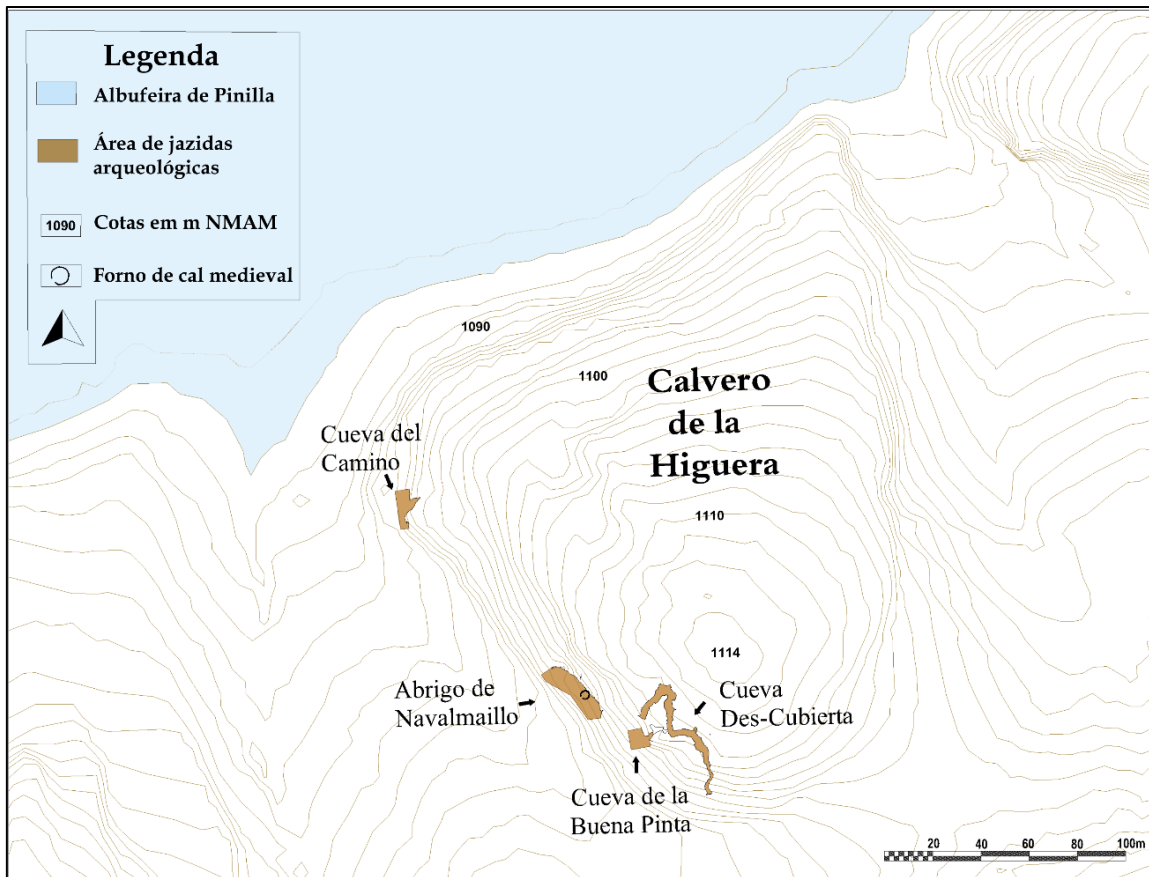 Legenda
Albufeira de Pinilla
Área de jazidas
arqueológicas
1090 Cotas em m NMAM
Forno de cal medieval
1090
1100
Calvero
de la
Higuera
Cueva del
Camino
1110
1114
Abrigo de
Navalmaillo
Cueva
Des-Cubierta
Cueva de la
Buena Pinta
20 40 60 80 100m